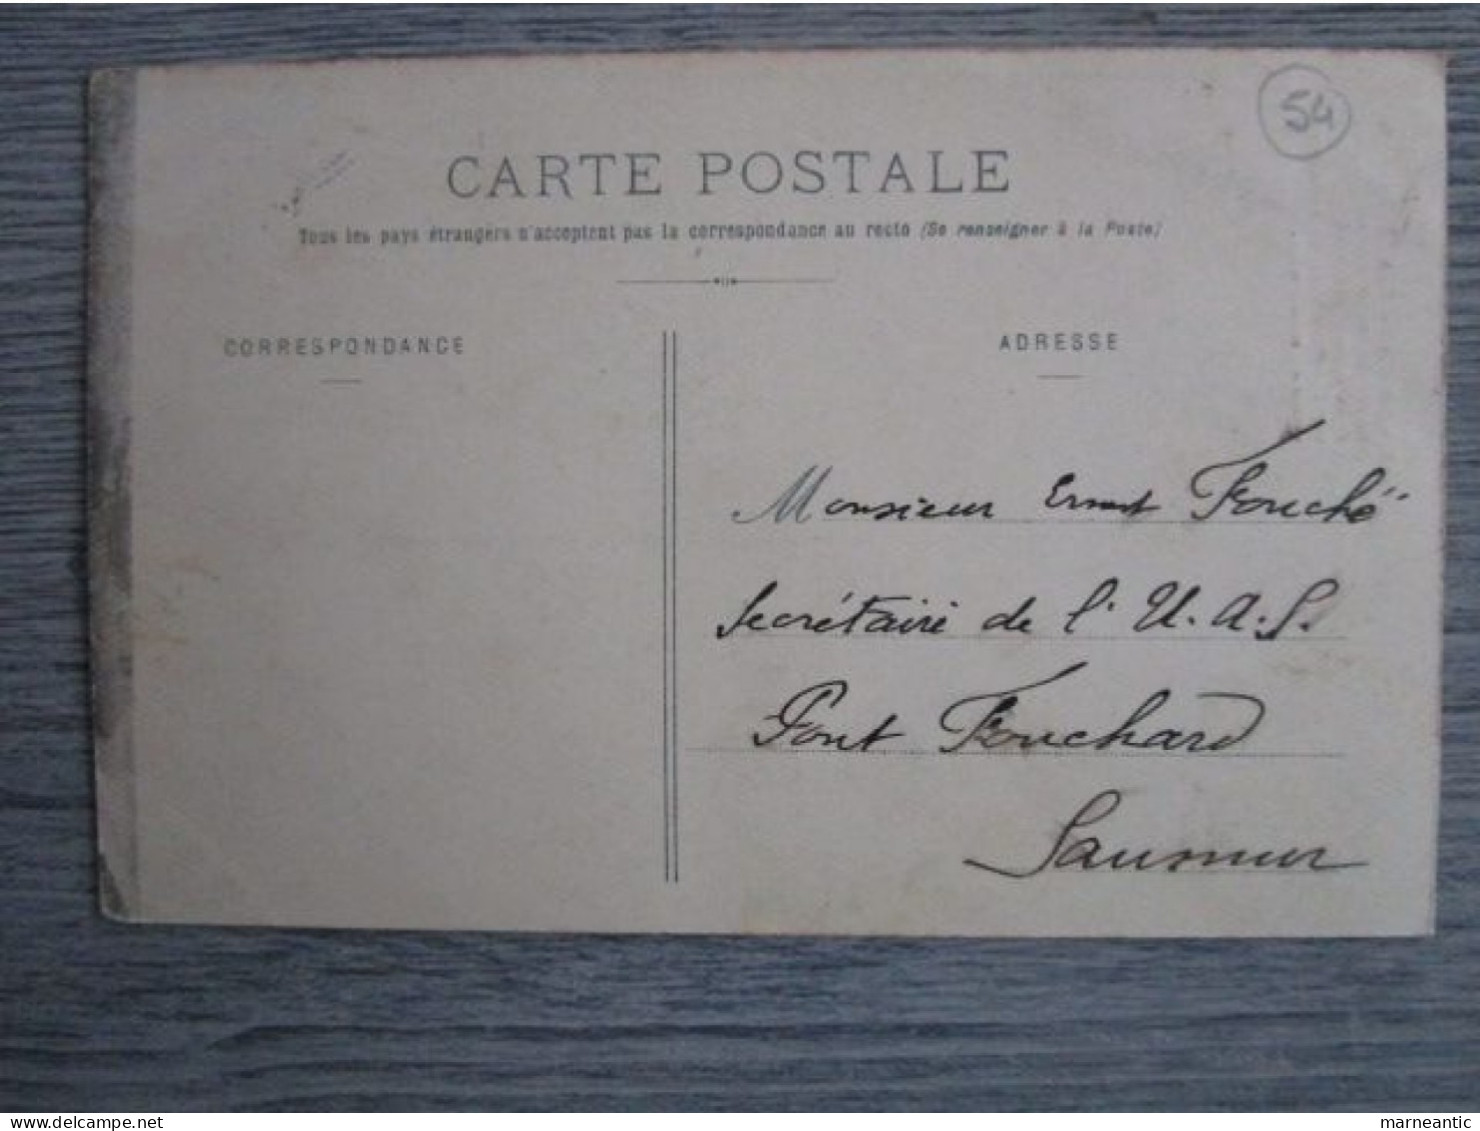 54
CARTE POSTALE
Tous les pays étrangers n'acceptent pas la correspondance au recto (Se renseigner à la Poste)
CORRESPONDANCE
ADRESSE
Monsieur Ernest Fouché
Secrétaire de l'U.A.S.
Pont Fouchard
Saumur
delcampe.net
marneantic